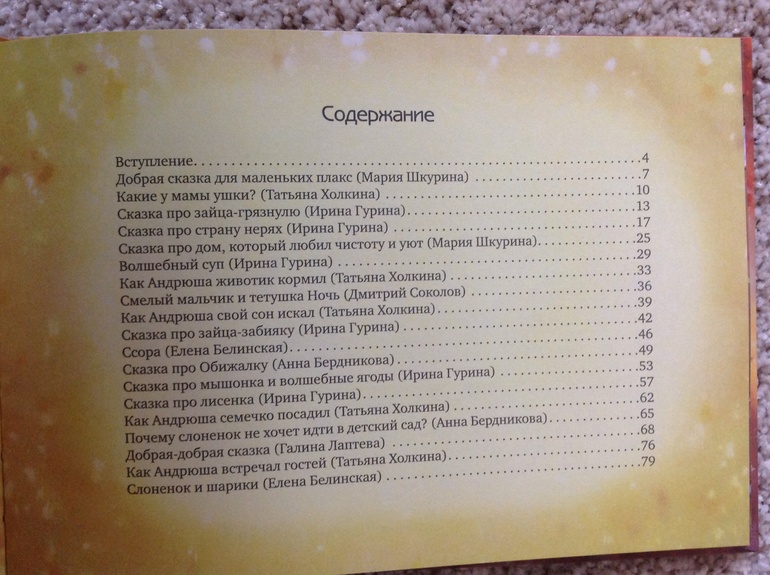 Содержание
Вступление. . . . . . . . . . . . . . . . . . . . . . . . . . . . . . . . . . . . . . . .4
Добрая сказка для маленьких плакс (Мария Шкурина) . . . . . . . . . . . . . . . .7
Какие у мамы ушки? (Татьяна Холкина) . . . . . . . . . . . . . . . . . . . . . . . .10
Сказка про зайца-грязнулю (Ирина Гурина). . . . . . . . . . . . . . . . . . . . . .13
Сказка про страну нерях (Ирина Гурина) . . . . . . . . . . . . . . . . . . . . . . .17
Сказка про дом, который любил чистоту и уют (Мария Шкурина). . . . . . . . . .25
Волшебный суп (Ирина Гурина) . . . . . . . . . . . . . . . . . . . . . . . . . . . .29
Как Андрюша животик кормил (Татьяна Холкина) . . . . . . . . . . . . . . . . . .33
Смелый мальчик и тетушка Ночь (Дмитрий Соколов) . . . . . . . . . . . . . . . .36
Как Андрюша свой сон искал (Татьяна Холкина). . . . . . . . . . . . . . . . . . .39
Сказка про зайца-забияку (Ирина Гурина) . . . . . . . . . . . . . . . . . . . . . .42
Ссора (Елена Белинская). . . . . . . . . . . . . . . . . . . . . . . . . . . . . . . .46
Сказка про Обижалку (Анна Бердникова). . . . . . . . . . . . . . . . . . . . . . .49
Сказка про мышонка и волшебные ягоды (Ирина Гурина) . . . . . . . . . . . . . .53
Сказка про лисенка (Ирина Гурина). . . . . . . . . . . . . . . . . . . . . . . . . .57
Как Андрюша семечко посадил (Татьяна Холкина) . . . . . . . . . . . . . . . . . .62
Почему слоненок не хочет идти в детский сад? (Анна Бердникова). . . . . . . . .65
Добрая-добрая сказка (Галина Лаптева) . . . . . . . . . . . . . . . . . . . . . . .68
Как Андрюша встречал гостей (Татьяна Холкина). . . . . . . . . . . . . . . . . .76
Слоненок и шарики (Елена Белинская) . . . . . . . . . . . . . . . . . . . . . . . .79